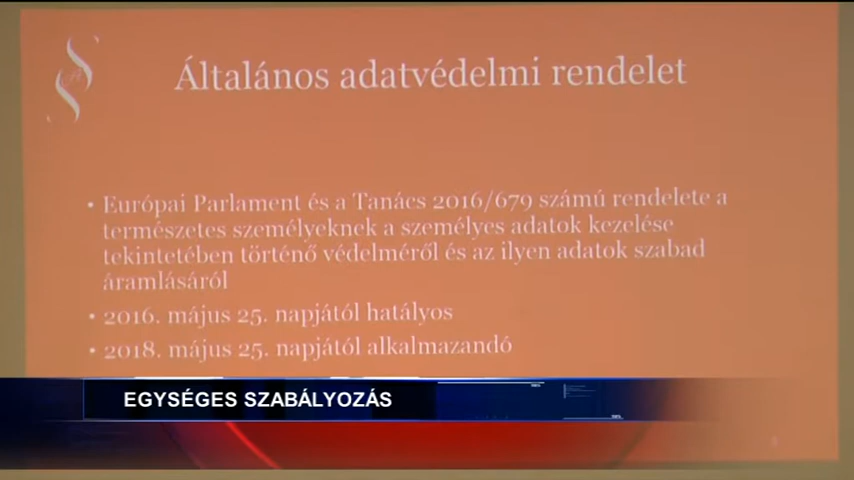 Általános adatvédelmi rendelet
• Európai Parlament és a Tanács 2016/679 számú rendelete a
természetes személyeknek a személyes adatok kezelése
tekintetében történő védelméről és az ilyen adatok szabad
áramlásáról
• 2016. május 25. napjától hatályos
• 2018. május 25. napjától alkalmazandó
EGYSÉGES SZABÁLYOZÁS